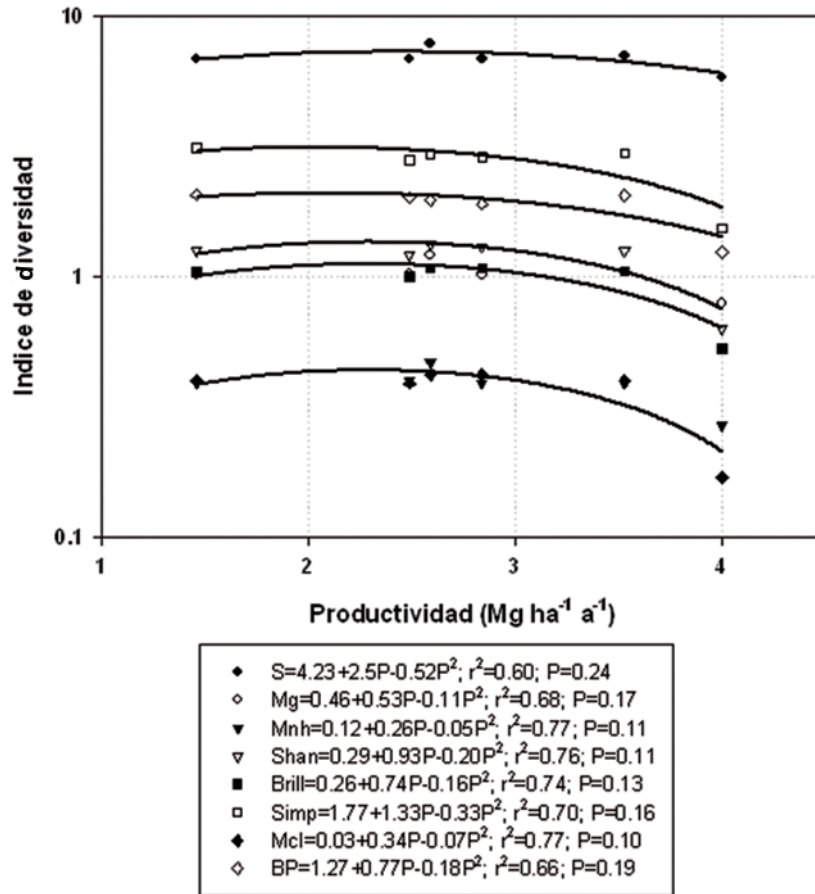 10
1
0.1
Indice de diversidad
1 2 3 4
Productividad (Mg ha⁻¹ a⁻¹)
S=4.23+2.5P-0.52P²; r²=0.60; P=0.24
Mg=0.46+0.53P-0.11P²; r²=0.68; P=0.17
Mnh=0.12+0.26P-0.05P²; r²=0.77; P=0.11
Shan=0.29+0.93P-0.20P²; r²=0.76; P=0.11
Brill=0.26+0.74P-0.16P²; r²=0.74; P=0.13
Simp=1.77+1.33P-0.33P²; r²=0.70; P=0.16
Mcl=0.03+0.34P-0.07P²; r²=0.77; P=0.10
BP=1.27+0.77P-0.18P²; r²=0.66; P=0.19